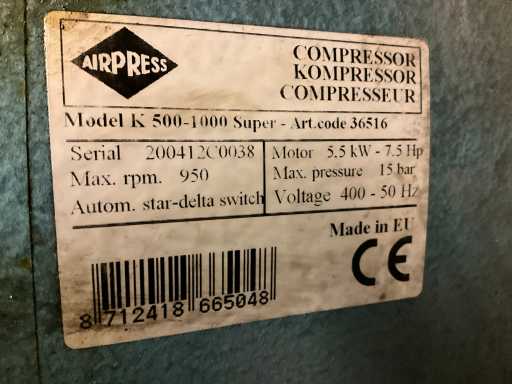 AIRPRESS
COMPRESSOR
KOMPRESSOR
COMPRESSEUR
Model K 500-1000 Super - Art.code 36516
Serial 200412C0038
Max. rpm. 950
Autom. star-delta switch
Motor 5.5 kW - 7.5 Hp
Max. pressure 15 bar
Voltage 400 - 50 Hz
Made in EU
CE
8 712418 665048